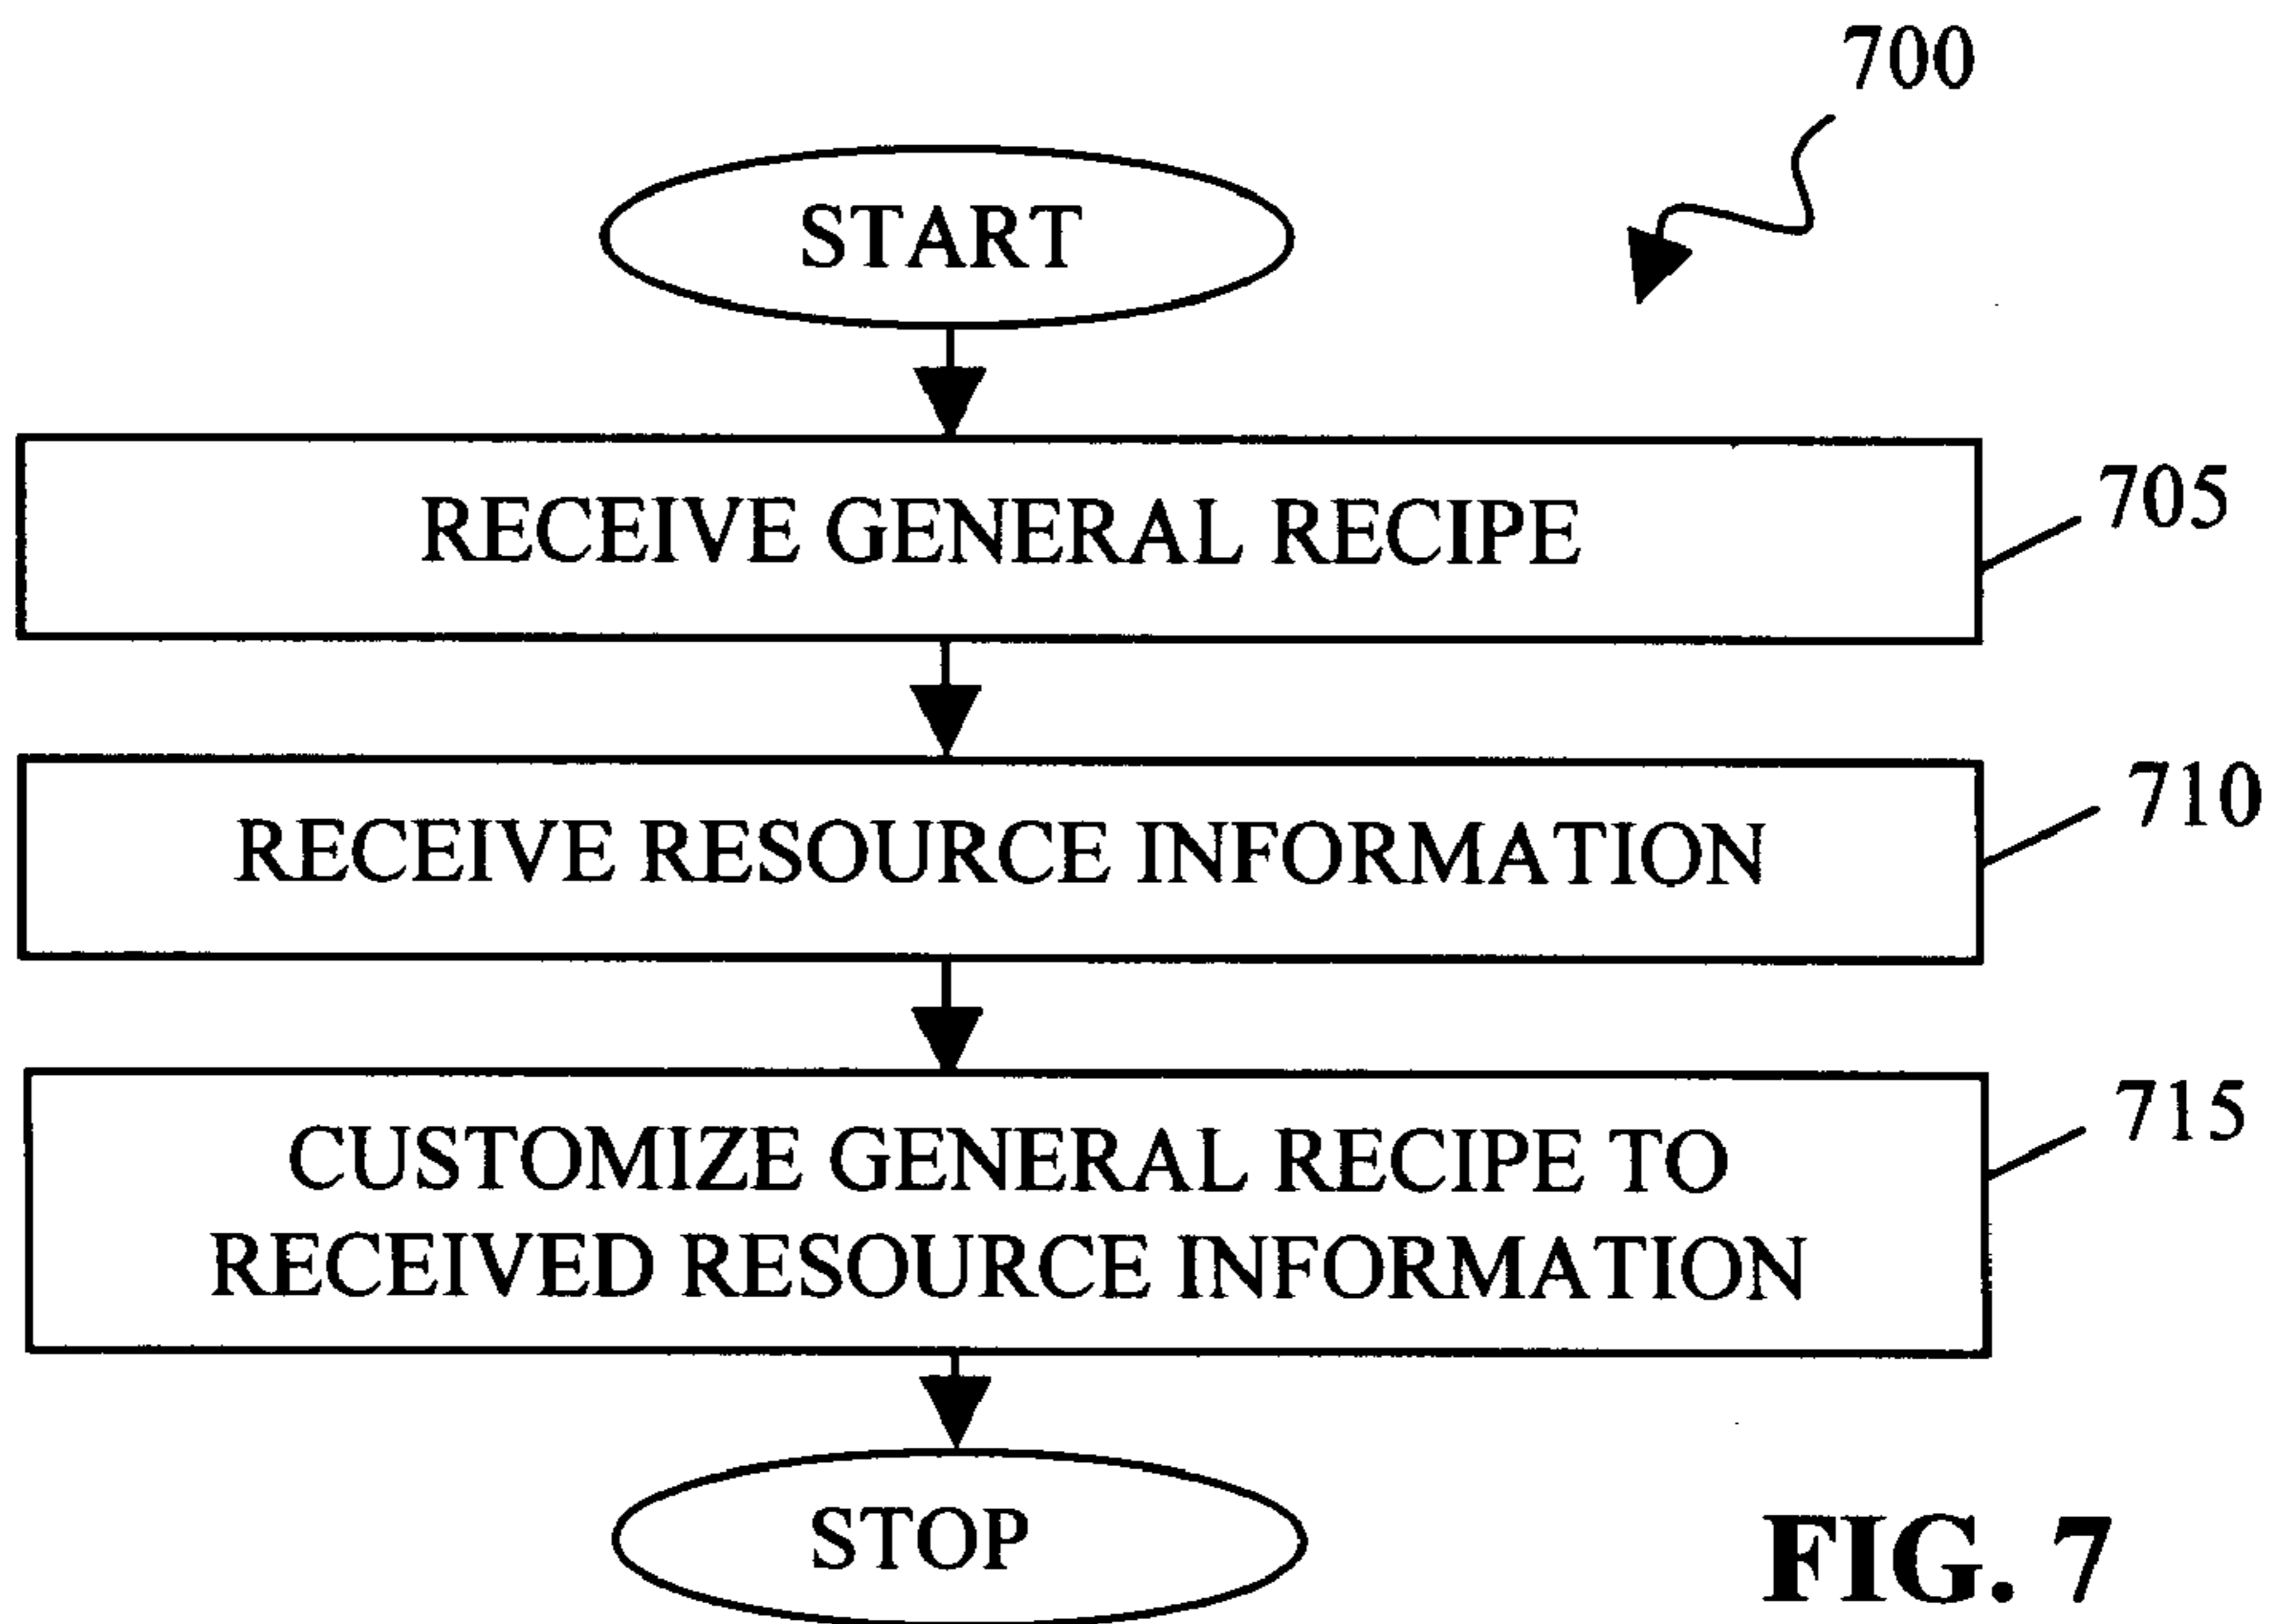 700
START
RECEIVE GENERAL RECIPE
705
RECEIVE RESOURCE INFORMATION
710
CUSTOMIZE GENERAL RECIPE TO
RECEIVED RESOURCE INFORMATION
715
STOP
FIG. 7